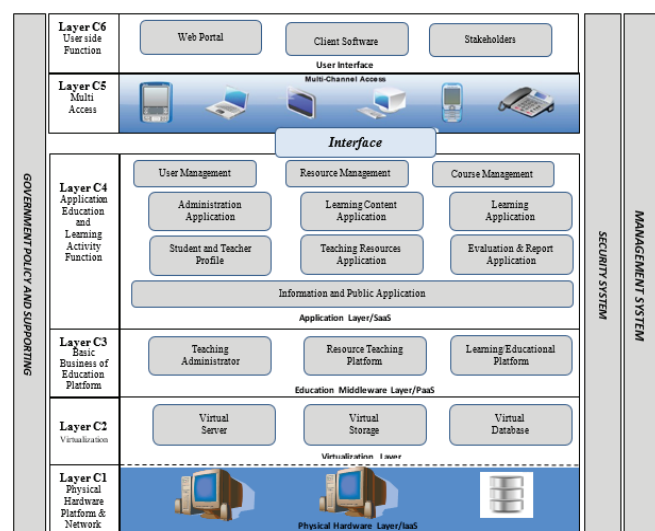 GOVERNMENT POLICY AND SUPPORTING
Layer C6
User side
Function
Web Portal
Client Software
Stakeholders
User Interface
Layer C5
Multi
Access
Multi-Channel Access
Interface
Layer C4
Application
Education
and
Learning
Activity
Function
User Management
Resource Management
Course Management
Administration
Application
Learning Content
Application
Learning
Application
Student and Teacher
Profile
Teaching Resources
Application
Evaluation & Report
Application
Information and Public Application
Application Layer/SaaS
Layer C3
Basic
Business of
Education
Platform
Teaching
Administrator
Resource Teaching
Platform
Learning/Educational
Platform
Education Middleware Layer/PaaS
Layer C2
Virtualization
Virtual
Server
Virtual
Storage
Virtual
Database
Virtualization Layer
Layer C1
Physical
Hardware
Platform &
Network
Physical Hardware Layer/IaaS
SECURITY SYSTEM
MANAGEMENT SYSTEM